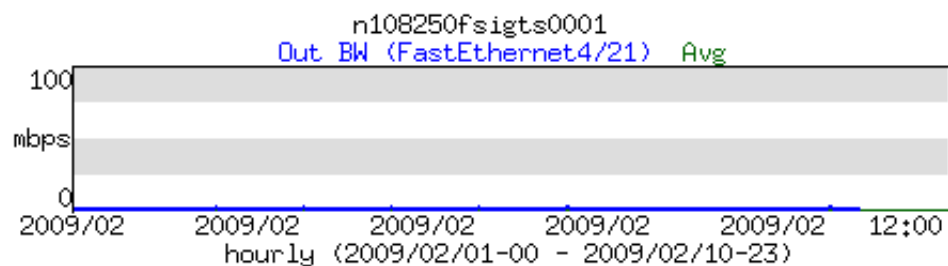 n108250fsigts0001
Out BW (FastEthernet4/21) Avg
100
mbps
0
2009/02 2009/02 2009/02 2009/02 2009/02 12:00
hourly (2009/02/01-00 - 2009/02/10-23)